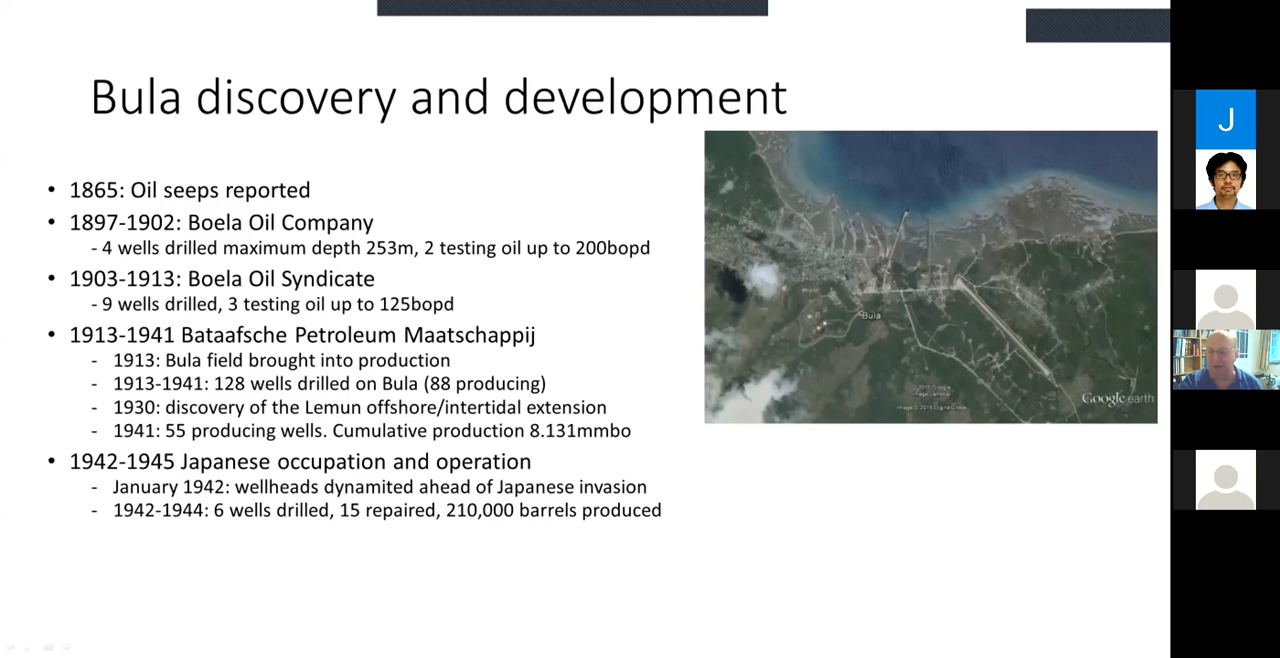 Bula discovery and development
• 1865: Oil seeps reported
• 1897-1902: Boela Oil Company
- 4 wells drilled maximum depth 253m, 2 testing oil up to 200bopd
• 1903-1913: Boela Oil Syndicate
- 9 wells drilled, 3 testing oil up to 125bopd
• 1913-1941 Bataafsche Petroleum Maatschappij
- 1913: Bula field brought into production
- 1913-1941: 128 wells drilled on Bula (88 producing)
- 1930: discovery of the Lemun offshore/intertidal extension
- 1941: 55 producing wells. Cumulative production 8.131mmbo
• 1942-1945 Japanese occupation and operation
- January 1942: wellheads dynamited ahead of Japanese invasion
- 1942-1944: 6 wells drilled, 15 repaired, 210,000 barrels produced
Bula
Google earth
J